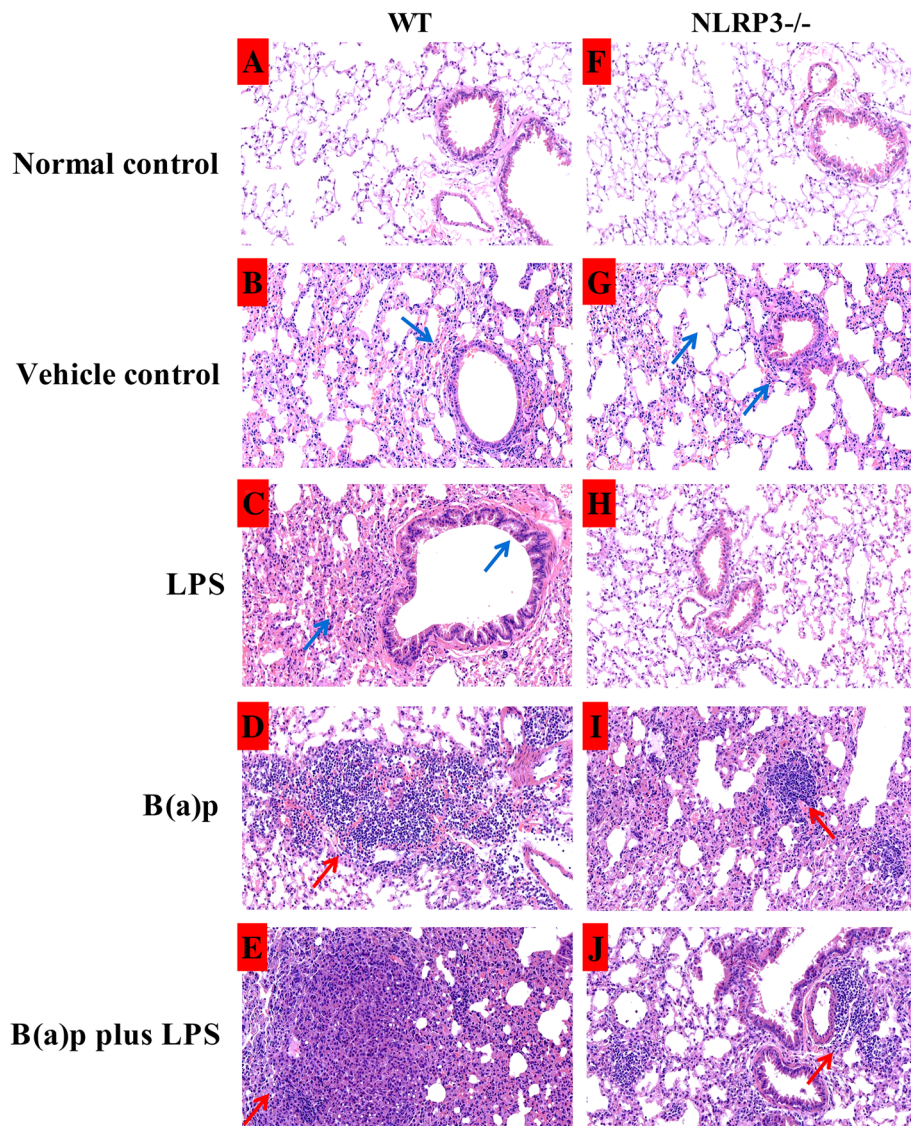 WT NLRP3-/-
A F
Normal control
B G
Vehicle control
C H
LPS
D I
B(a)p
E J
B(a)p plus LPS